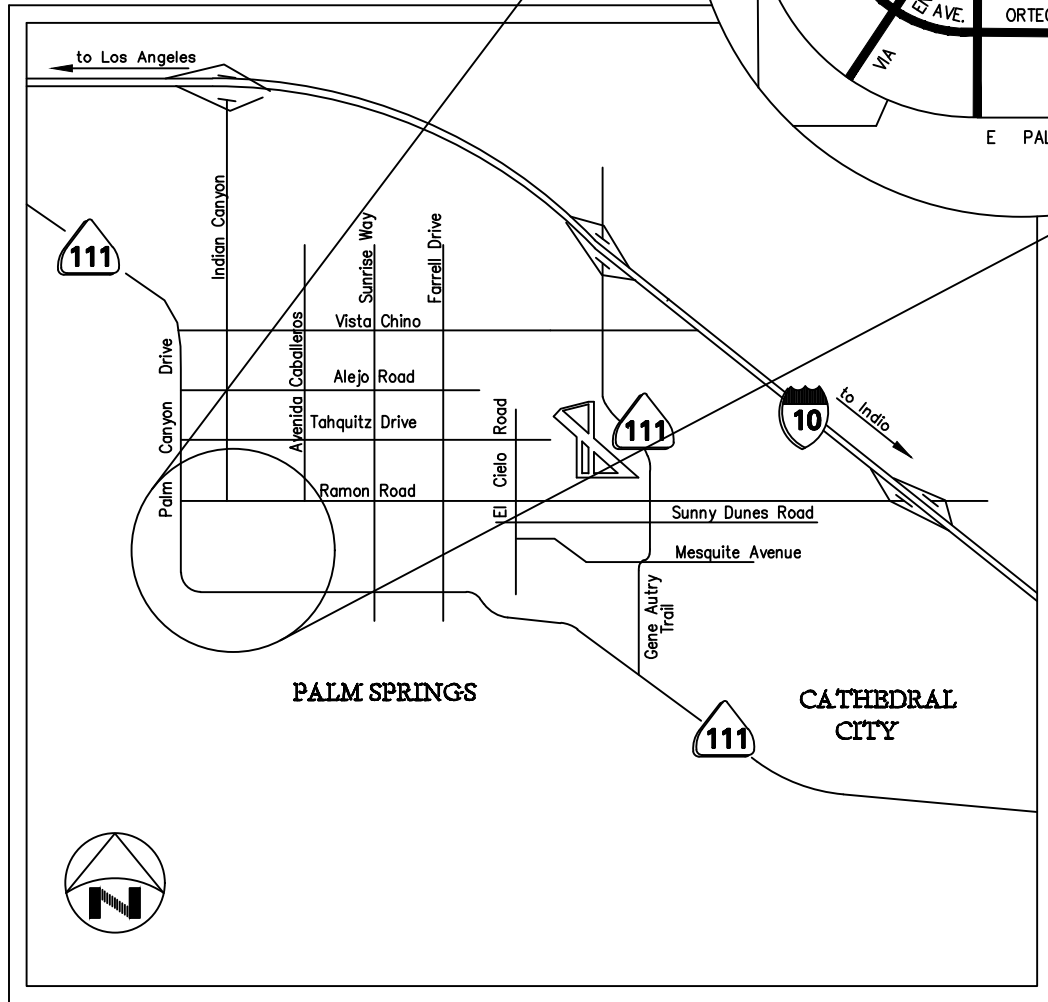 AVE.
ORTEG
VIA
E PAL
to Los Angeles
Indian Canyon
111
Sunrise Way
Farrell Drive
Vista Chino
Avenida Caballeros
Alejo Road
Palm Canyon Drive
Tahquitz Drive
El Cielo Road
111
10
to Indio
Ramon Road
Sunny Dunes Road
Mesquite Avenue
Gene Autry
Trail
PALM SPRINGS
CATHEDRAL
CITY
111
N